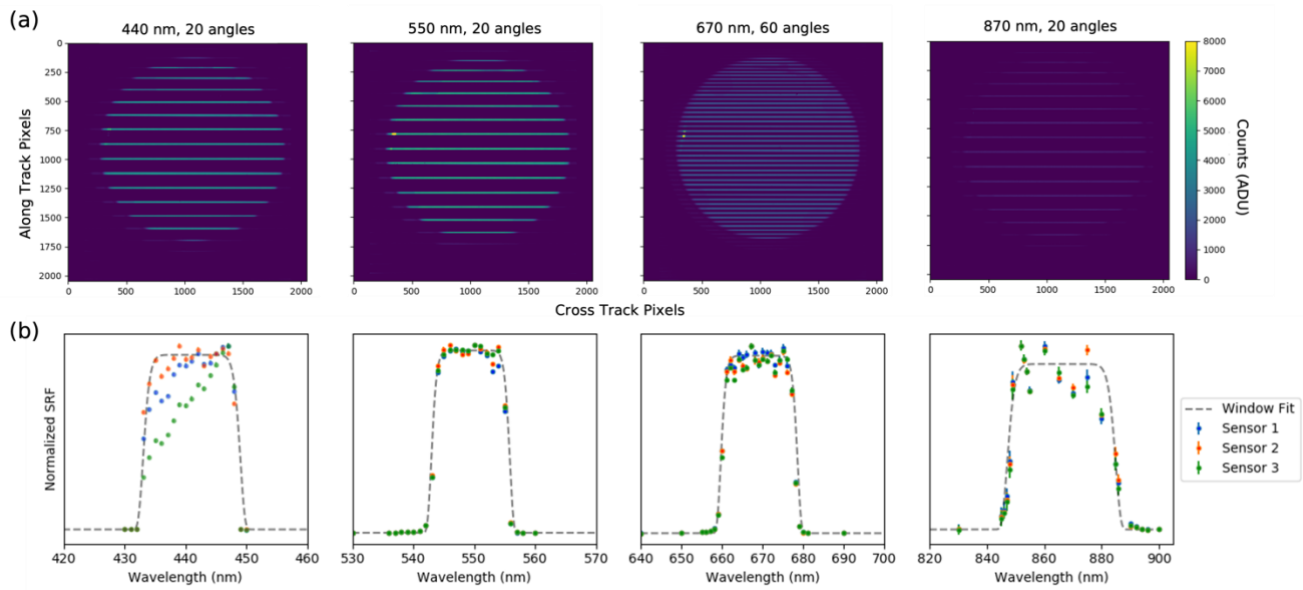 (a)
440 nm, 20 angles
550 nm, 20 angles
670 nm, 60 angles
870 nm, 20 angles
Along Track Pixels
0
250
500
750
1000
1250
1500
1750
2000
0 500 1000 1500 2000
0 500 1000 1500 2000
0 500 1000 1500 2000
0 500 1000 1500 2000
8000
7000
6000
5000
4000
3000
2000
1000
0
Counts (ADU)
Cross Track Pixels
(b)
Normalized SRF
420 430 440 450 460
530 540 550 560 570
640 650 660 670 680 690 700
820 840 860 880 900
Wavelength (nm)
Wavelength (nm)
Wavelength (nm)
Wavelength (nm)
Window Fit
Sensor 1
Sensor 2
Sensor 3